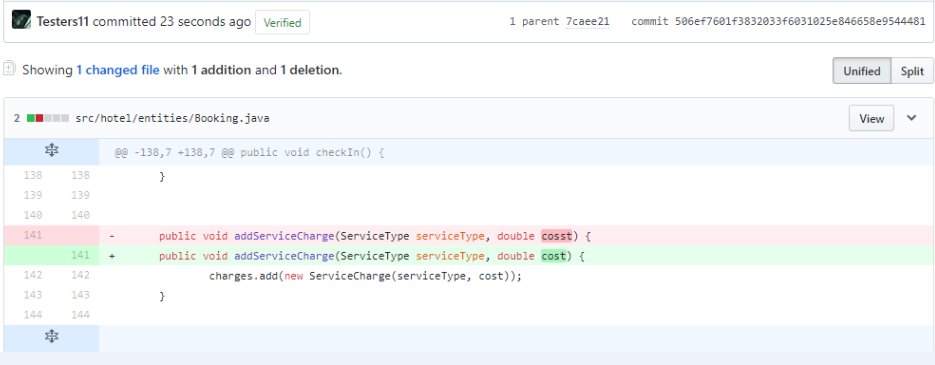 Testers11 committed 23 seconds ago Verified 1 parent 7caee21 commit 506ef7601f3832033f6031025e846658e9544481
Showing 1 changed file with 1 addition and 1 deletion. Unified Split
2 src/hotel/entities/Booking.java View
@@ -138,7 +138,7 @@ public void checkIn() {
138 138 }
139 139
140 140
141 - public void addServiceCharge(ServiceType serviceType, double cosst) {
141 + public void addServiceCharge(ServiceType serviceType, double cost) {
142 142 charges.add(new ServiceCharge(serviceType, cost));
143 143 }
144 144